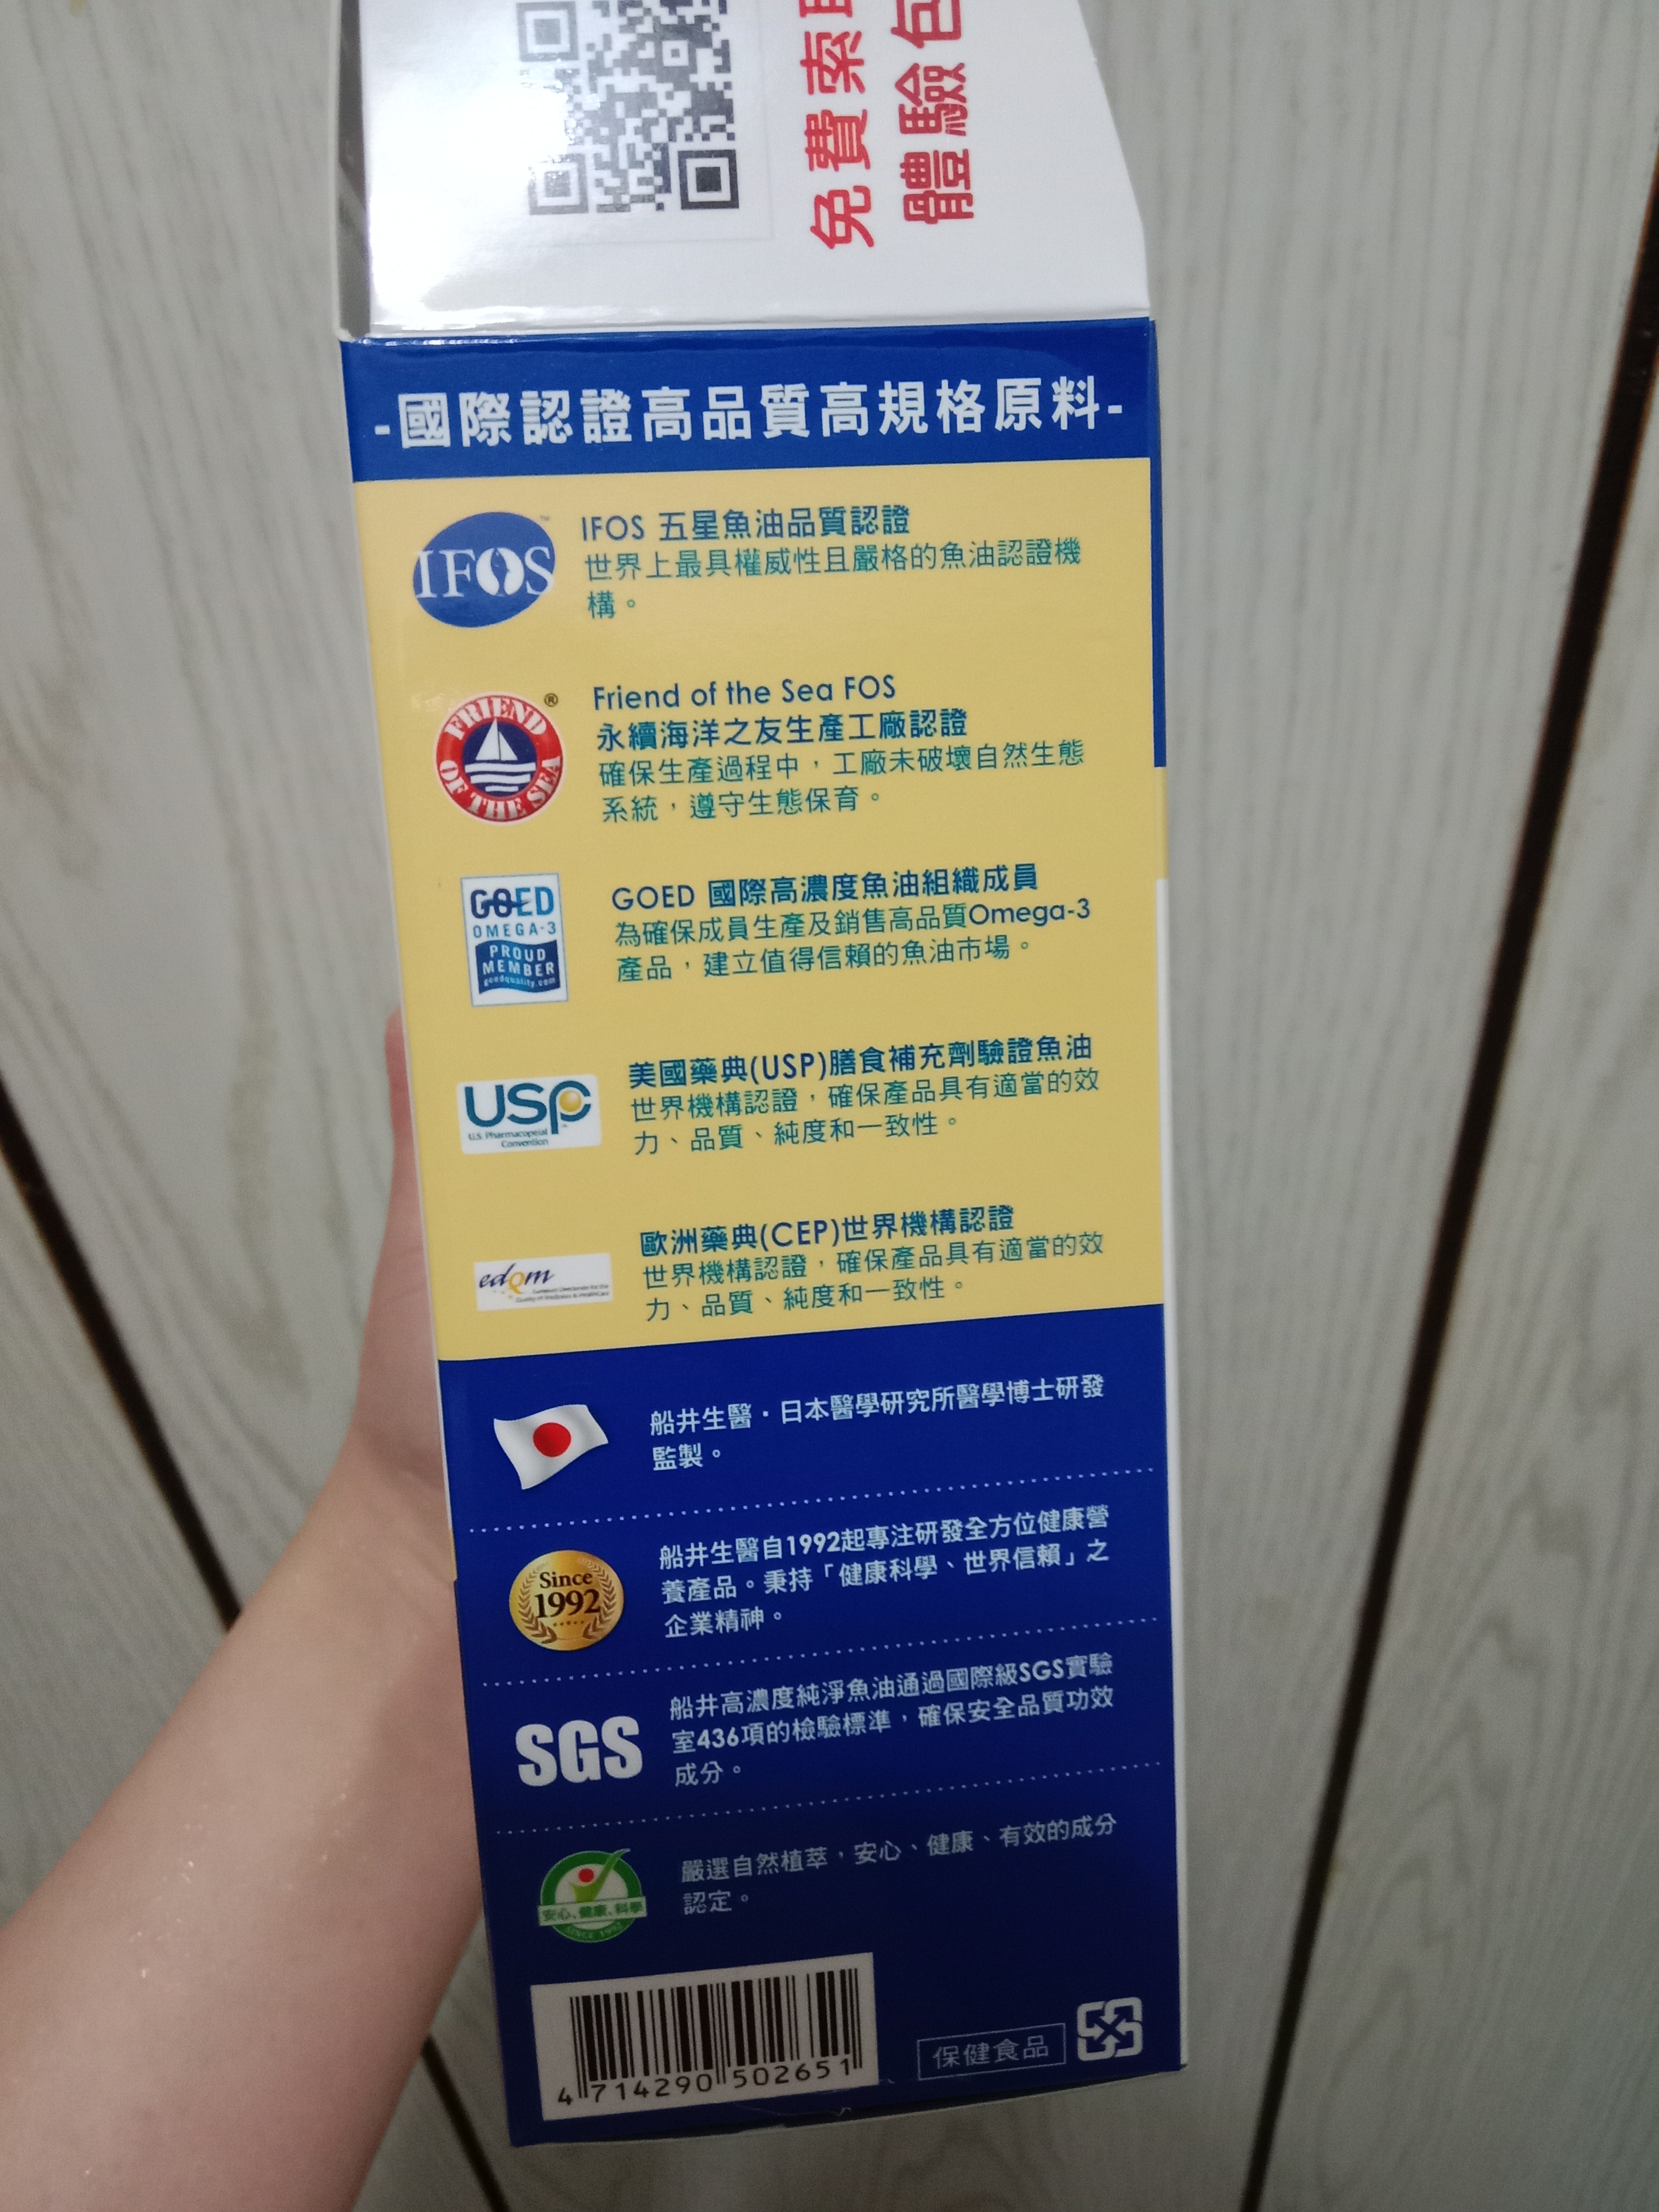 免費索取
體驗包
-國際認證高品質高規格原料-
IFOS
IFOS 五星魚油品質認證
世界上最具權威性且嚴格的魚油認證機
構。
FRIEND OF THE SEA
Friend of the Sea FOS
永續海洋之友生產工廠認證
確保生產過程中，工廠未破壞自然生態
系統，遵守生態保育。
GOED
OMEGA-3
PROUD
MEMBER
goedquality.com
GOED 國際高濃度魚油組織成員
為確保成員生產及銷售高品質Omega-3
產品，建立值得信賴的魚油市場。
USP
U.S. Pharmacopeial
Convention
美國藥典(USP)膳食補充劑驗證魚油
世界機構認證，確保產品具有適當的效
力、品質、純度和一致性。
edqm
歐洲藥典(CEP)世界機構認證
世界機構認證，確保產品具有適當的效
力、品質、純度和一致性。
船井生醫·日本醫學研究所醫學博士研發
監製。
Since
1992
船井生醫自1992起專注研發全方位健康營
養產品。秉持「健康科學、世界信賴」之
企業精神。
SGS
船井高濃度純淨魚油通過國際級SGS實驗
室436項的檢驗標準，確保安全品質功效
成分。
安心、健康、科學
SINCE 1992
嚴選自然植萃，安心、健康、有效的成分
認定。
4 714290 502651
保健食品